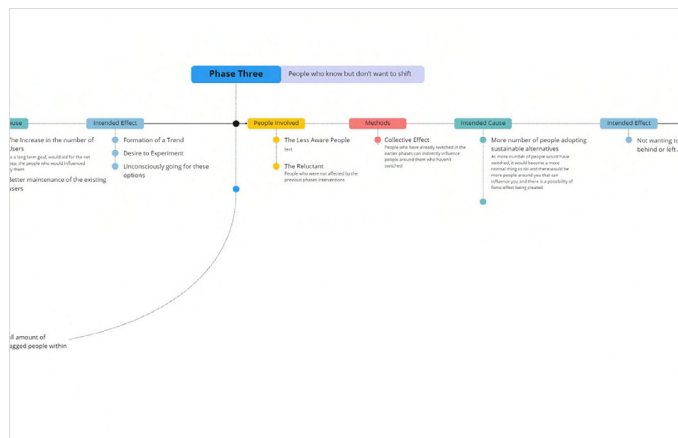 Phase Three
People who know but don't want to shift
Intended Effect
People Involved
Methods
Intended Cause
Intended Effect
The Increase in the number of
Users
Better maintenance of the existing
users
Formation of a Trend
Desire to Experiment
Unconsciously going for these
options
The Less Aware People
text
The Reluctant
People who were not affected by the
previous phases interventions
Collective Effect
People who have already switched in the
earlier phases can indirectly influence
people around them who haven't
switched
More number of people adopting
sustainable alternatives
As more number of people would have
switched, it would become a more
normal thing to do and there would be
more people around you that can
influence you and there is a possibility of
fomo effect being created.
Not wanting to
behind or left
amount of
people within